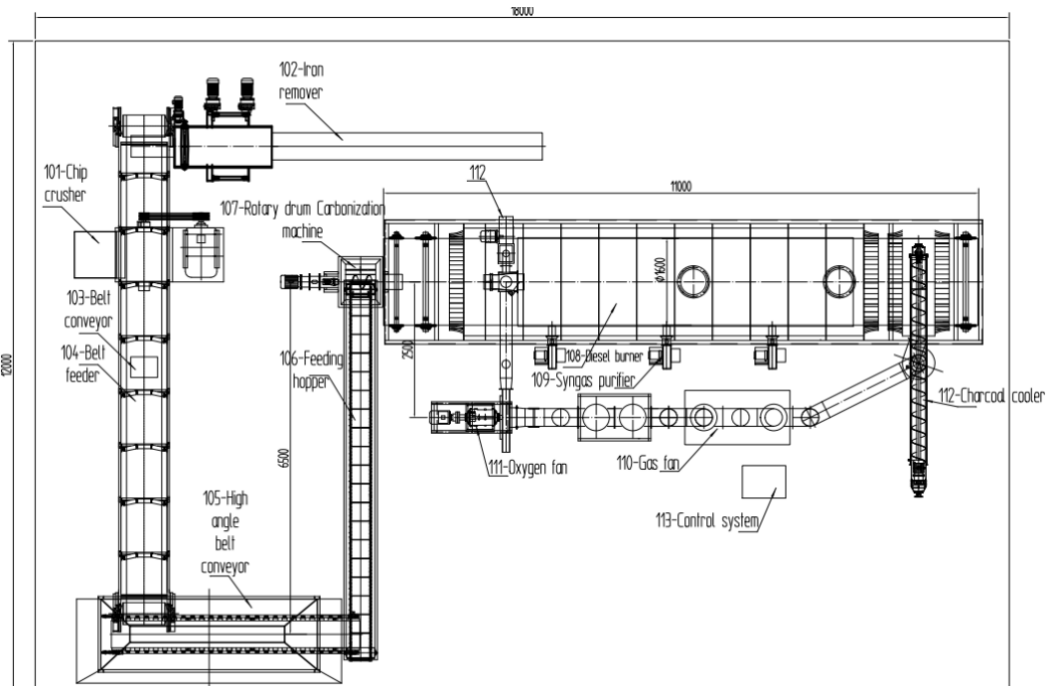 18000
102-Iron
remover
101-Chip
crusher
112
11000
107-Rotary drum Carbonization
machine
ϕ1600
103-Belt
conveyor
104-Belt
feeder
12000
106-Feeding
hopper
2500
108-Diesel burner
109-Syngas purifier
112-Charcoal cooler
6500
111-Oxygen fan
110-Gas fan
105-High
angle
belt
conveyor
113-Control system